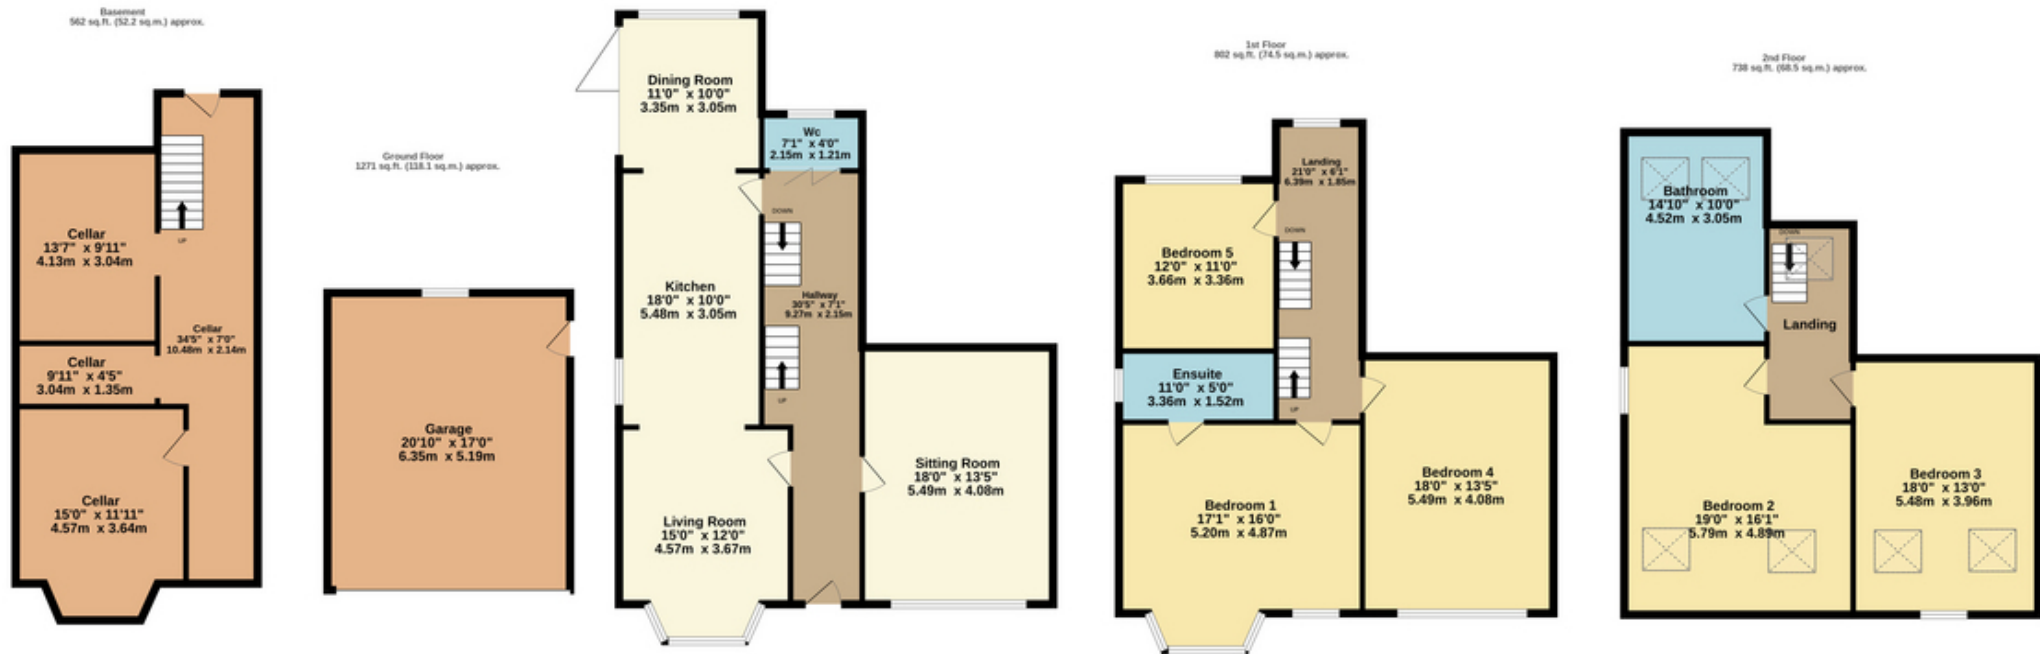 Basement
562 sq.ft. (52.2 sq.m.) approx.
Cellar
13'7" x 9'11"
4.13m x 3.04m
UP
Cellar
34'5" x 7'0"
10.48m x 2.14m
Cellar
9'11" x 4'5"
3.04m x 1.35m
Cellar
15'0" x 11'11"
4.57m x 3.64m
Ground Floor
1271 sq.ft. (118.1 sq.m.) approx.
Garage
20'10" x 17'0"
6.35m x 5.19m
Dining Room
11'0" x 10'0"
3.35m x 3.05m
Wc
7'1" x 4'0"
2.15m x 1.21m
DOWN
Kitchen
18'0" x 10'0"
5.48m x 3.05m
Hallway
30'5" x 7'1"
9.27m x 2.15m
UP
Sitting Room
18'0" x 13'5"
5.49m x 4.08m
Living Room
15'0" x 12'0"
4.57m x 3.67m
1st Floor
802 sq.ft. (74.5 sq.m.) approx.
Landing
21'0" x 6'1"
6.39m x 1.85m
DOWN
Bedroom 5
12'0" x 11'0"
3.66m x 3.36m
Ensuite
11'0" x 5'0"
3.36m x 1.52m
UP
Bedroom 4
18'0" x 13'5"
5.49m x 4.08m
Bedroom 1
17'1" x 16'0"
5.20m x 4.87m
2nd Floor
738 sq.ft. (68.5 sq.m.) approx.
Bathroom
14'10" x 10'0"
4.52m x 3.05m
DOWN
Landing
Bedroom 3
18'0" x 13'0"
5.48m x 3.96m
Bedroom 2
19'0" x 16'1"
5.79m x 4.89m